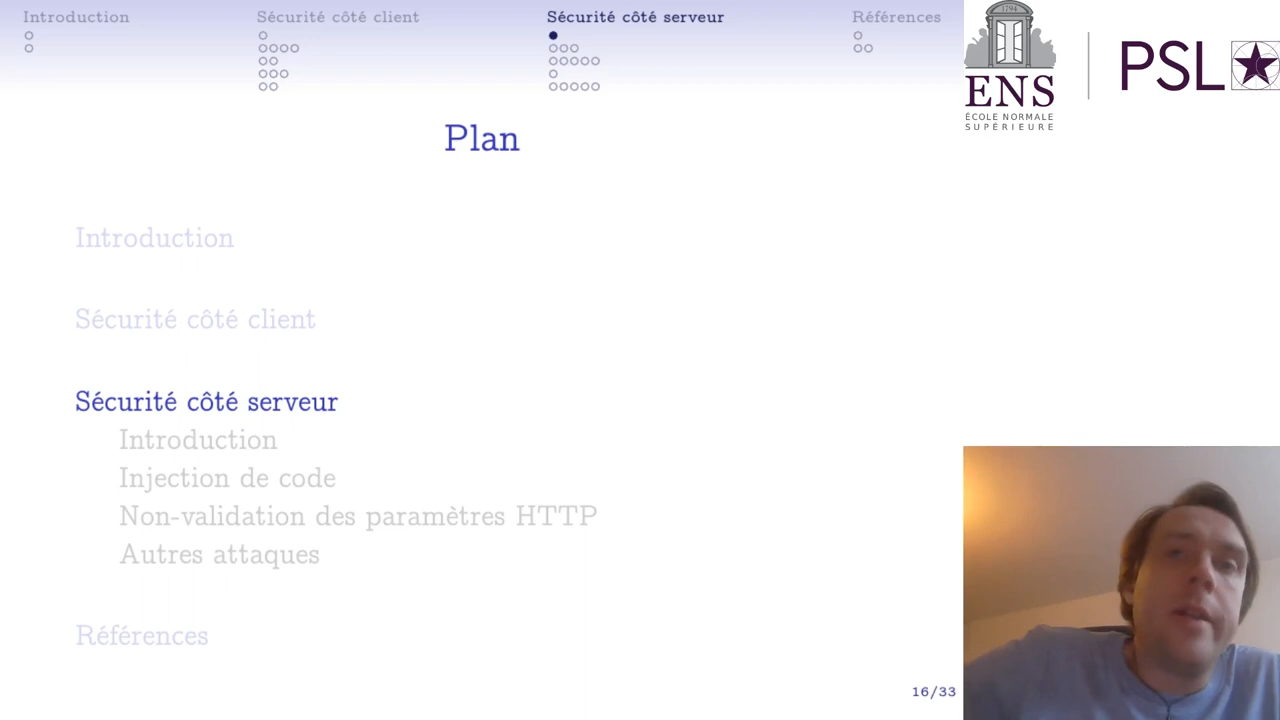 Introduction
Sécurité côté client
Sécurité côté serveur
Références
1794
ENS
ÉCOLE NORMALE
SUPÉRIEURE
PSL
Plan
Introduction
Sécurité côté client
Sécurité côté serveur
Introduction
Injection de code
Non-validation des paramètres HTTP
Autres attaques
Références
16/33